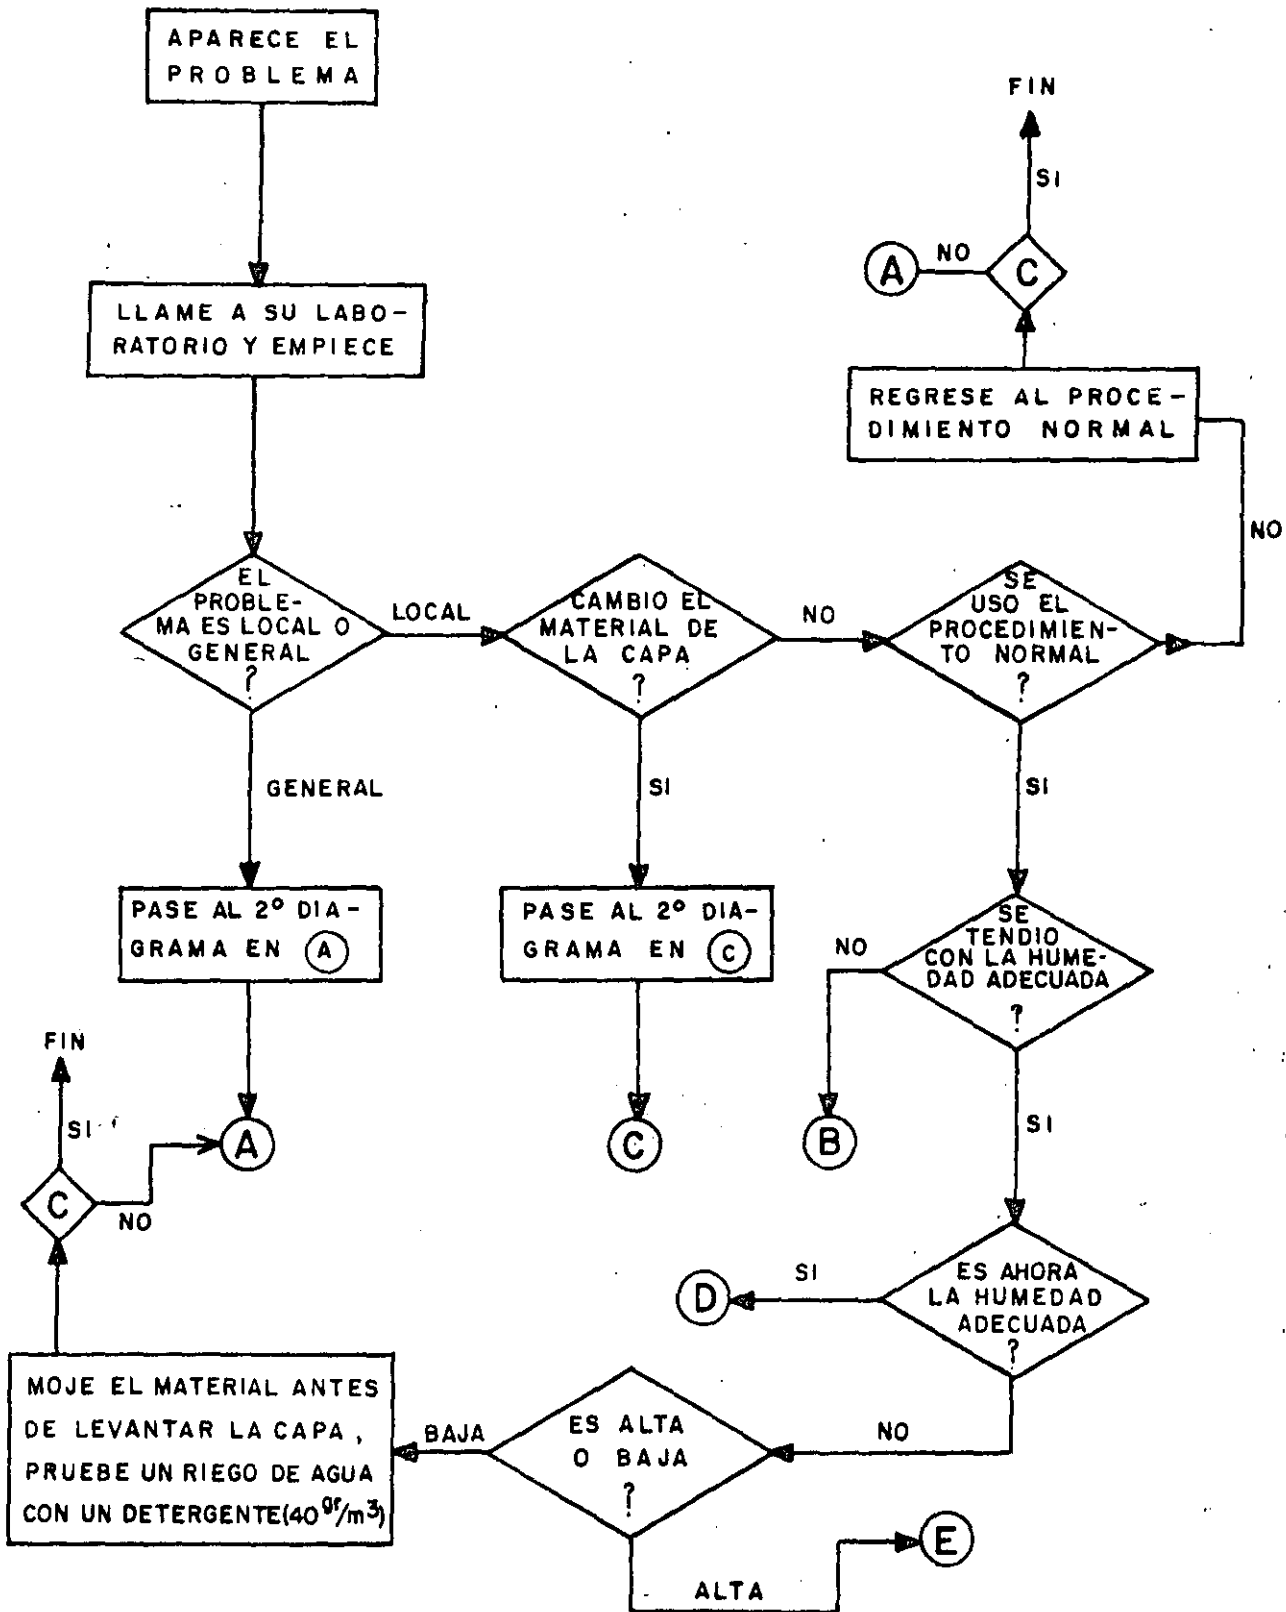 APARECE EL
PROBLEMA
LLAME A SU LABO-
RATORIO Y EMPIECE
FIN
SI
A
NO
C
REGRESE AL PROCE-
DIMIENTO NORMAL
NO
EL
PROBLE-
MA ES LOCAL O
GENERAL
?
LOCAL
CAMBIO EL
MATERIAL DE
LA CAPA
?
NO
SE
USO EL
PROCEDIMIEN-
TO NORMAL
?
GENERAL
SI
SI
PASE AL 2º DIA-
GRAMA EN A
PASE AL 2º DIA-
GRAMA EN C
NO
SE
TENDIO
CON LA HUME-
DAD ADECUADA
?
FIN
SI
A
C
B
SI
C
NO
D
SI
ES AHORA
LA HUMEDAD
ADECUADA
?
MOJE EL MATERIAL ANTES
DE LEVANTAR LA CAPA,
PRUEBE UN RIEGO DE AGUA
CON UN DETERGENTE(40 gr/m³)
BAJA
ES ALTA
O BAJA
?
NO
ALTA
E